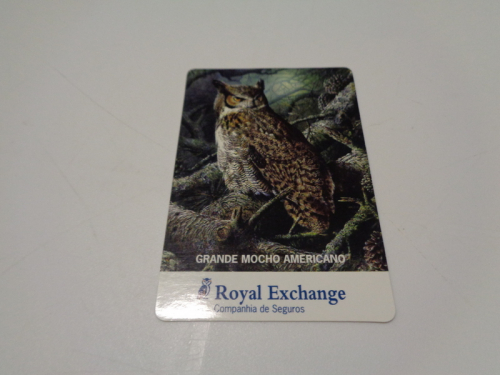 GRANDE MOCHO AMERICANO
Royal Exchange
Companhia de Seguros